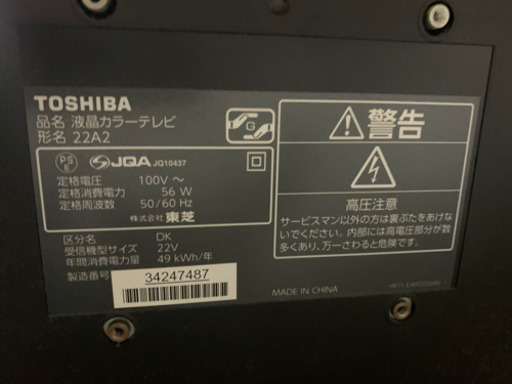 TOSHIBA
品名 液晶カラーテレビ
形名 22A2
PS
E
JQA JQ10437
定格電圧 100V ～
定格消費電力 56 W
定格周波数 50/60 Hz
株式会社 東芝
区分名 DK
受信機型サイズ 22V
年間消費電力量 49 kWh/年
製造番号 34247487
G
警告
高圧注意
サービスマン以外の方は裏ぶたをあけな
いでください。内部には高電圧部分が数
多くあり、万一さわると危険です。
MADE IN CHINA